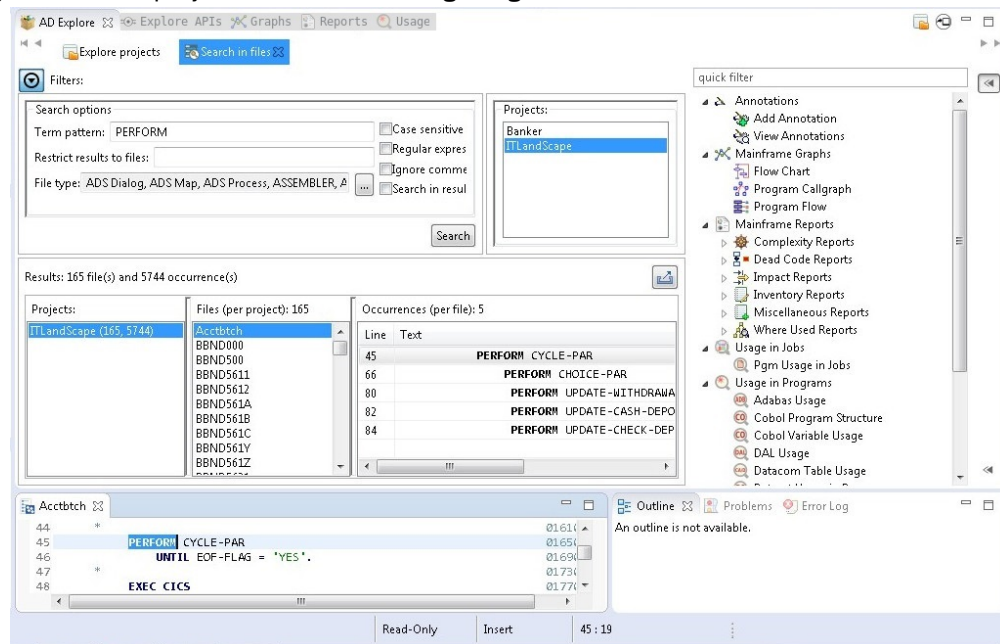 AD Explore Explore APIs Graphs Reports Usage
Explore projects Search in files
Filters:
quick filter
Search options
Term pattern: PERFORM
Restrict results to files:
File type: ADS Dialog, ADS Map, ADS Process, ASSEMBLER, A ...
Case sensitive
Regular expres
Ignore comme
Search in resul
Search
Projects:
Banker
ITLandScape
Results: 165 file(s) and 5744 occurrence(s)
Projects:
ITLandScape (165, 5744)
Files (per project): 165
Acctbtch
BBND000
BBND500
BBND5611
BBND5612
BBND561A
BBND561B
BBND561C
BBND561Y
BBND561Z
Occurrences (per file): 5
Line Text
45 PERFORM CYCLE-PAR
66 PERFORM CHOICE-PAR
80 PERFORM UPDATE-WITHDRAWA
82 PERFORM UPDATE-CASH-DEPO
84 PERFORM UPDATE-CHECK-DEP
Annotations
Add Annotation
View Annotations
Mainframe Graphs
Flow Chart
Program Callgraph
Program Flow
Mainframe Reports
Complexity Reports
Dead Code Reports
Impact Reports
Inventory Reports
Miscellaneous Reports
Where Used Reports
Usage in Jobs
Pgm Usage in Jobs
Usage in Programs
Adabas Usage
Cobol Program Structure
Cobol Variable Usage
DAL Usage
Datacom Table Usage
Acctbtch
44 * 0161
45 PERFORM CYCLE-PAR 0165
46 UNTIL EOF-FLAG = 'YES'. 0169
47 * 0173
48 EXEC CICS 0177
Outline Problems Error Log
An outline is not available.
Read-Only Insert 45 : 19